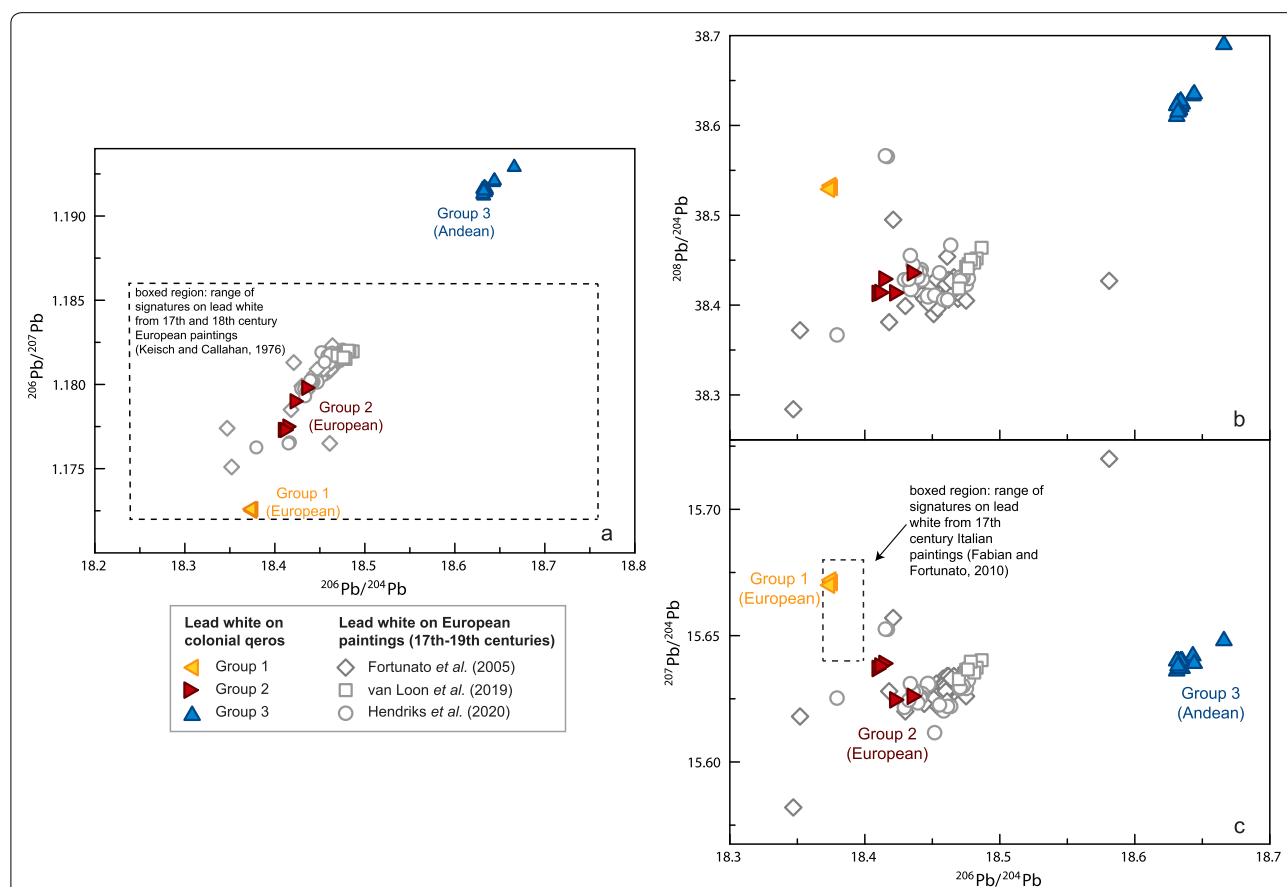 1.190
1.185
1.180
1.175
206Pb/207Pb
Group 3
(Andean)
boxed region: range of
signatures on lead white
from 17th and 18th century
European paintings
(Keisch and Callahan, 1976)
Group 2
(European)
Group 1
(European)
a
18.2
18.3
18.4
18.5
18.6
18.7
18.8
206Pb/204Pb
Lead white on
colonial qeros
Group 1
Group 2
Group 3
Lead white on European
paintings (17th-19th centuries)
Fortunato et al. (2005)
van Loon et al. (2019)
Hendriks et al. (2020)
38.7
38.6
38.5
38.4
38.3
208Pb/204Pb
b
15.70
15.65
15.60
207Pb/204Pb
boxed region: range of
signatures on lead
white from 17th
century Italian
paintings (Fabian and
Fortunato, 2010)
Group 1
(European)
Group 2
(European)
Group 3
(Andean)
c
18.3
18.4
18.5
18.6
18.7
206Pb/204Pb